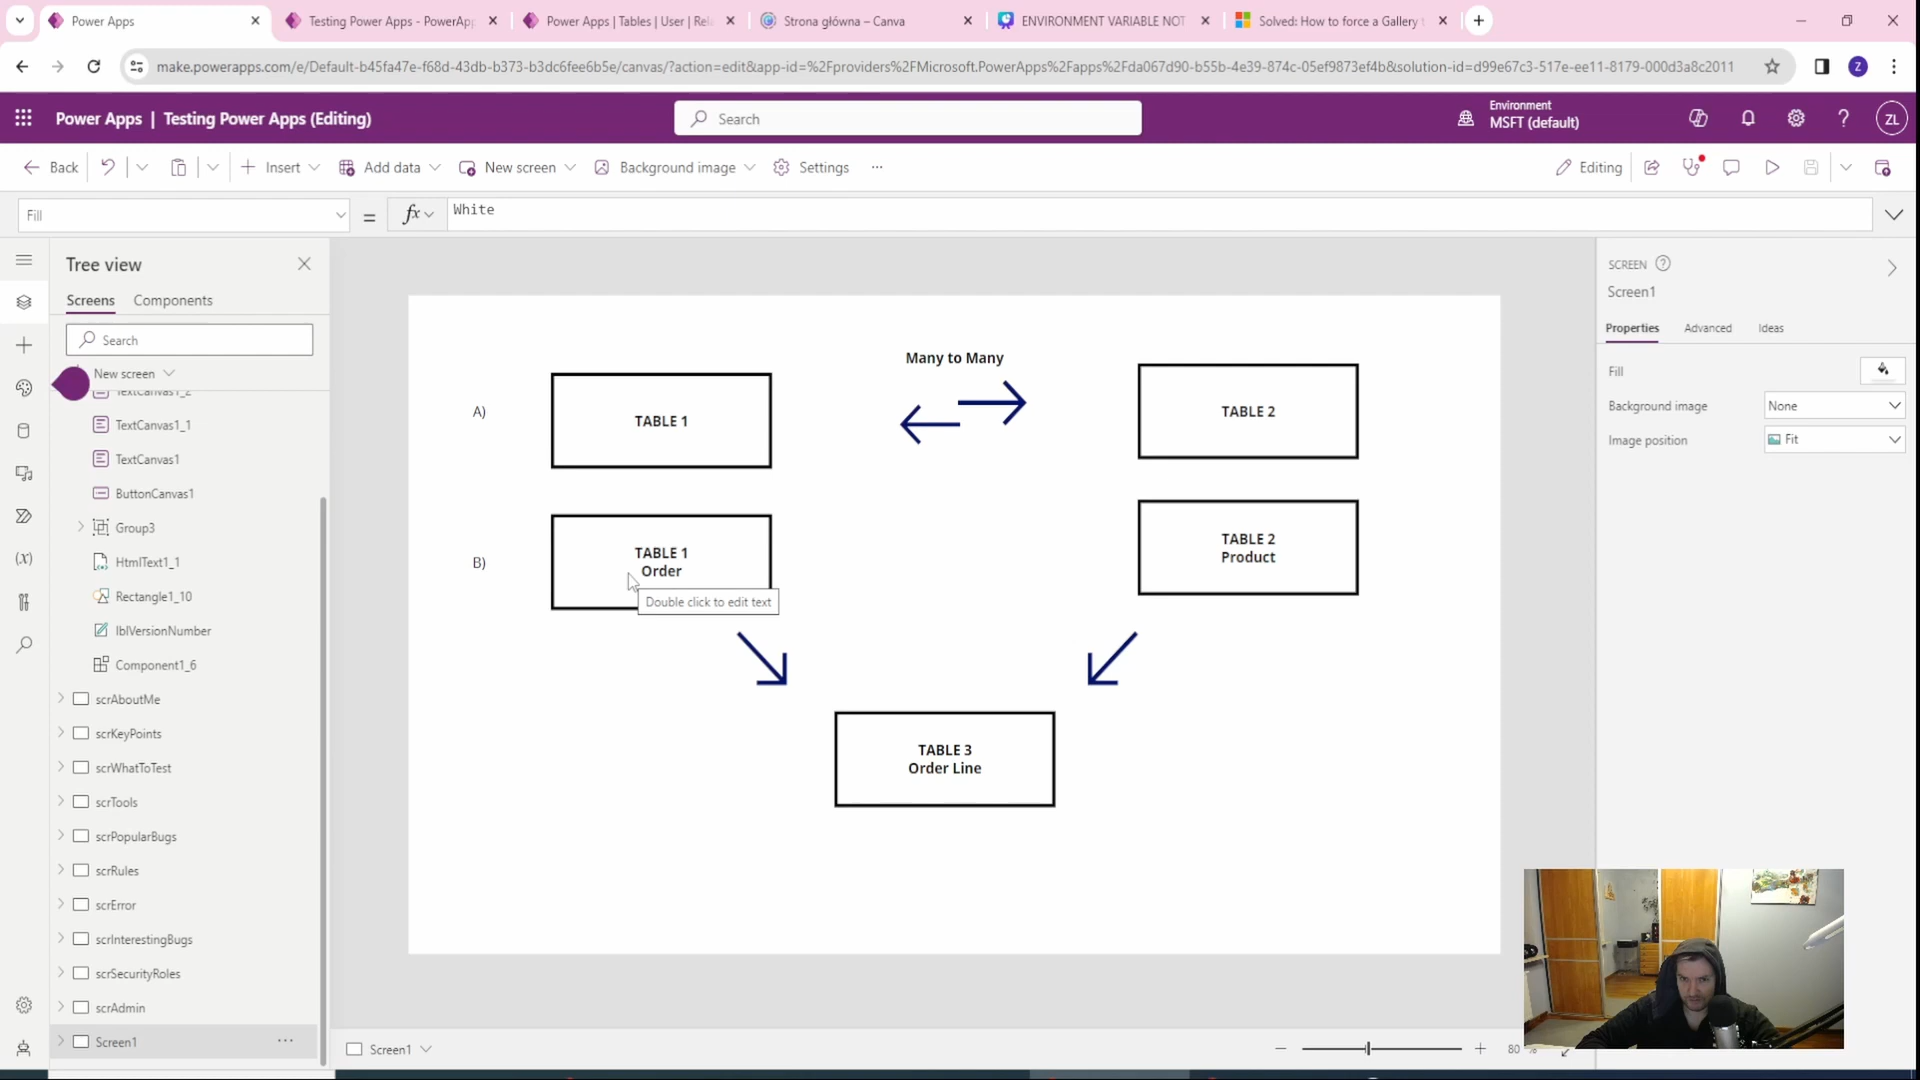 Power Apps
Testing Power Apps - PowerApp
Power Apps | Tables | User | Rel
Strona główna – Canva
ENVIRONMENT VARIABLE NOT
Solved: How to force a Gallery t
make.powerapps.com/e/Default-b45fa47e-f68d-43db-b373-b3dc6fee6b5e/canvas/?action=edit&app-id=%2Fproviders%2FMicrosoft.PowerApps%2Fapps%2Fda067d90-b55b-4e39-874c-05ef9873ef4b&solution-id=d99e67c3-517e-ee11-8179-000d3a8c2011
Z
Power Apps | Testing Power Apps (Editing)
Search
Environment
MSFT (default)
ZL
Back
Insert
Add data
New screen
Background image
Settings
Editing
Fill
=
fx
White
Tree view
Screens
Components
Search
New screen
TextCanvas1_2
TextCanvas1_1
TextCanvas1
ButtonCanvas1
Group3
HtmlText1_1
Rectangle1_10
lblVersionNumber
Component1_6
scrAboutMe
scrKeyPoints
scrWhatToTest
scrTools
scrPopularBugs
scrRules
scrError
scrInterestingBugs
scrSecurityRoles
scrAdmin
Screen1
Many to Many
A)
TABLE 1
TABLE 2
B)
TABLE 1
Order
Double click to edit text
TABLE 2
Product
TABLE 3
Order Line
Screen1
80 %
SCREEN
Screen1
Properties
Advanced
Ideas
Fill
Background image
None
Image position
Fit